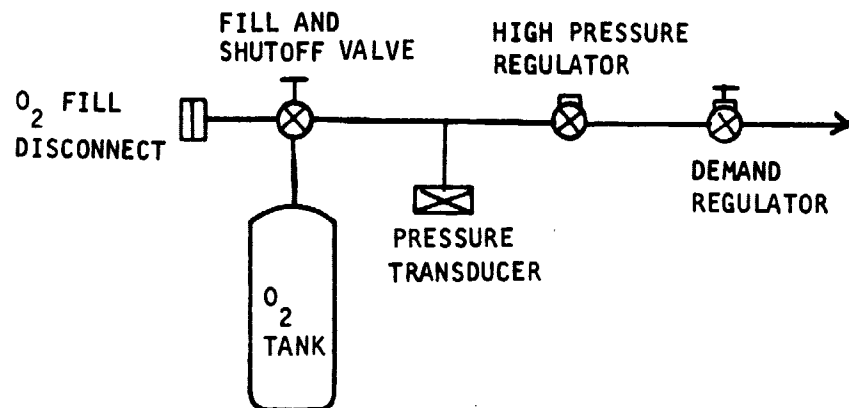 FILL AND
SHUTOFF VALVE
HIGH PRESSURE
REGULATOR
O₂ FILL
DISCONNECT
DEMAND
REGULATOR
PRESSURE
TRANSDUCER
O₂
TANK